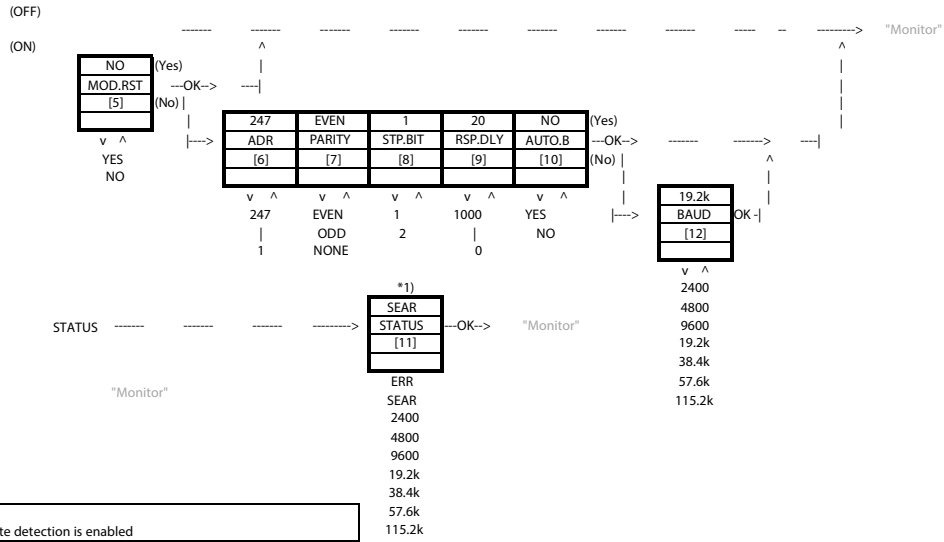 (OFF)
------- ------- ------- ------- ------- ------- ------- ------- ----- -- ---------> "Monitor"
(ON) ^ ^
NO (Yes) | |
MOD.RST ---OK--> ----| |
[5] (No) | |
| 247 EVEN 1 20 NO (Yes) |
v ^ |----> ADR PARITY STP.BIT RSP.DLY AUTO.B ---OK--> ------- -------> ----|
YES [6] [7] [8] [9] [10] (No) | ^
NO | |
v ^ v ^ v ^ v ^ v ^ | 19.2k |
247 EVEN 1 1000 YES |----> BAUD OK -|
| ODD 2 | NO [12]
1 NONE 0
v ^
*1) 2400
SEAR 4800
STATUS ------- ------- ------- ---------> STATUS ---OK--> "Monitor" 9600
[11] 19.2k
38.4k
ERR 57.6k
"Monitor" SEAR 115.2k
2400
4800
9600
19.2k
38.4k
57.6k
te detection is enabled 115.2k